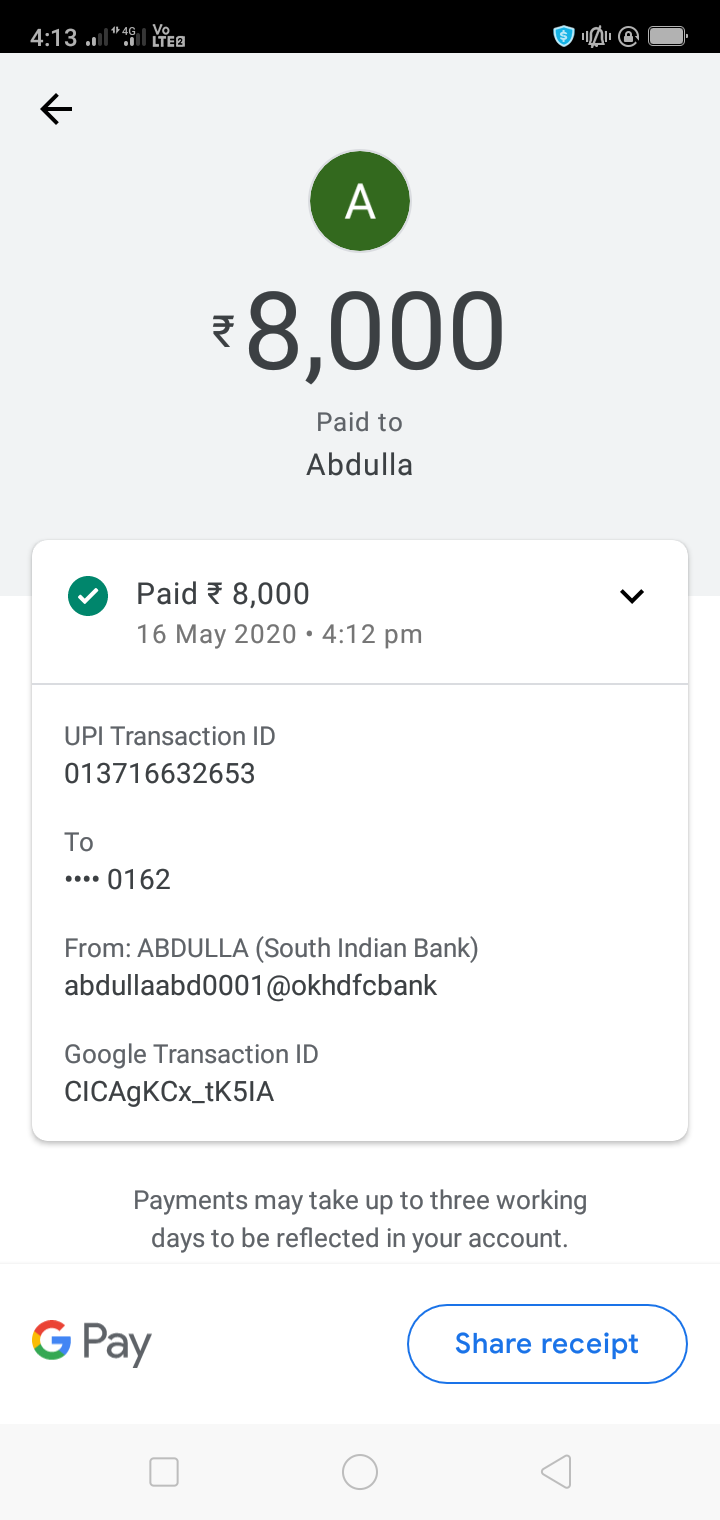 4:13 4G Vo LTE2
A
₹8,000
Paid to
Abdulla
Paid ₹ 8,000
16 May 2020 • 4:12 pm
UPI Transaction ID
013716632653
To
•••• 0162
From: ABDULLA (South Indian Bank)
abdullaabd0001@okhdfcbank
Google Transaction ID
CICAgKCx_tK5IA
Payments may take up to three working
days to be reflected in your account.
G Pay
Share receipt